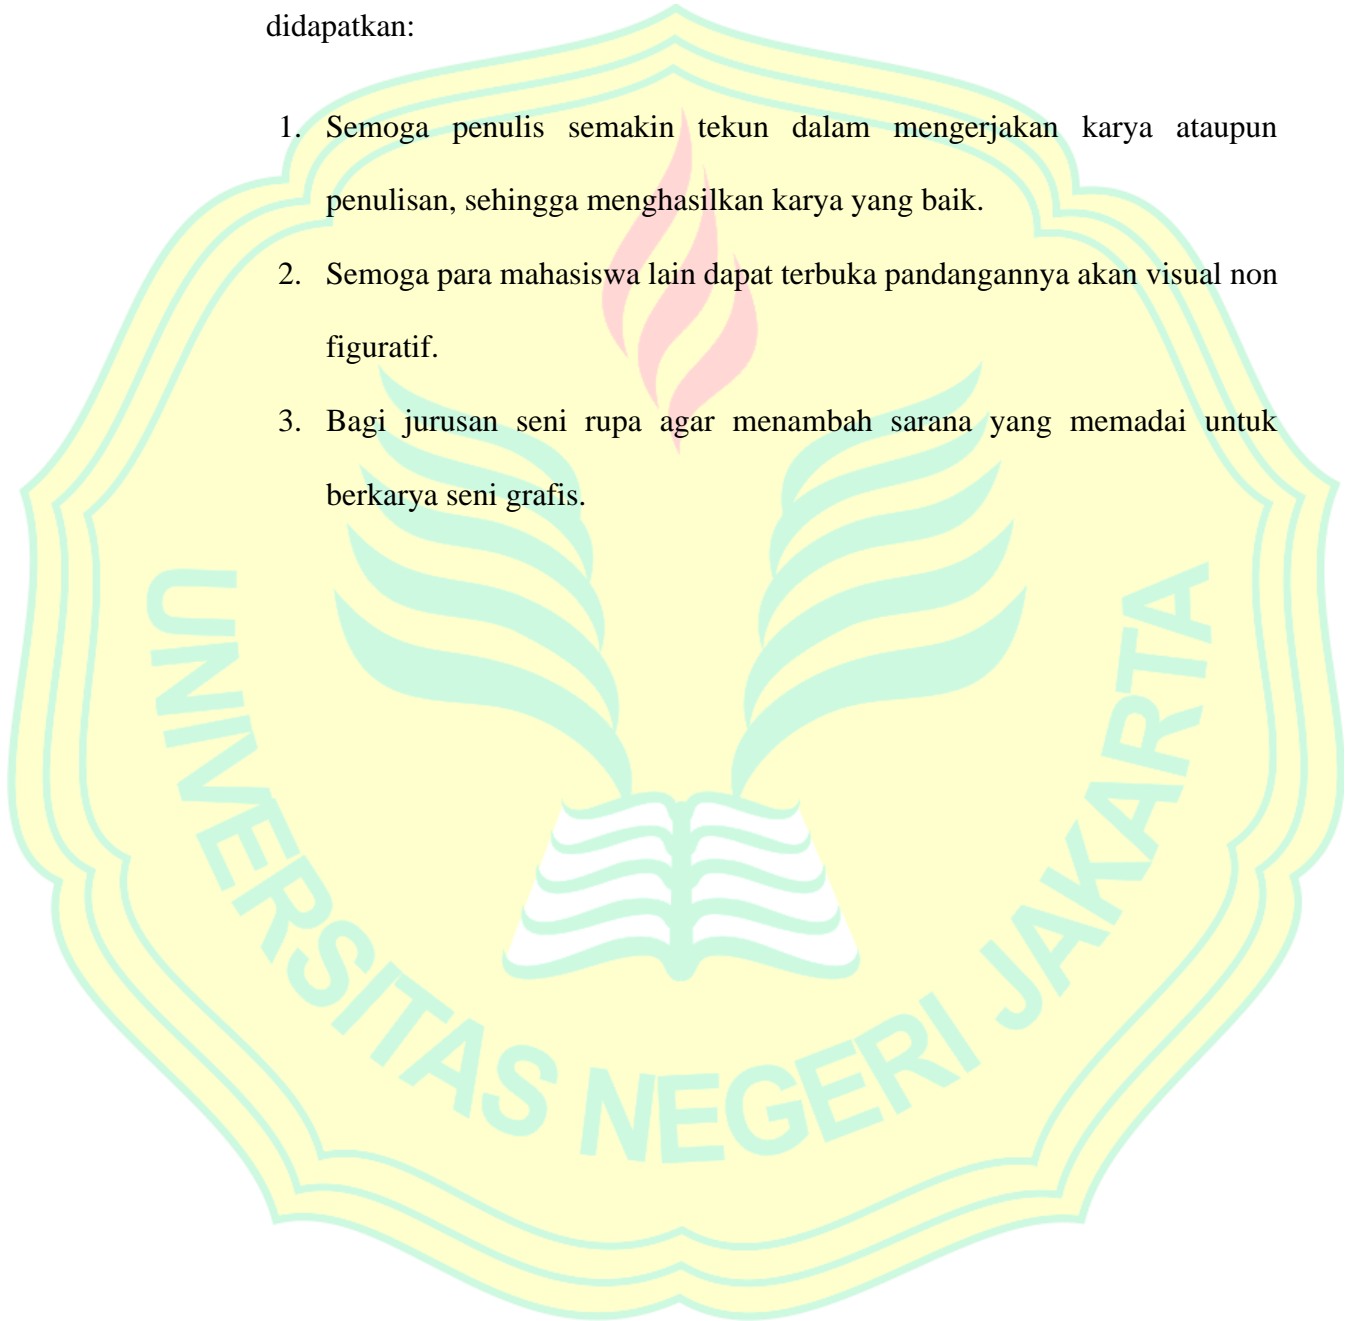 didapatkan:
1. Semoga penulis semakin tekun dalam mengerjakan karya ataupun
penulisan, sehingga menghasilkan karya yang baik.
2. Semoga para mahasiswa lain dapat terbuka pandangannya akan visual non
figuratif.
3. Bagi jurusan seni rupa agar menambah sarana yang memadai untuk
berkarya seni grafis.
UNIVERSITAS NEGERI JAKARTA